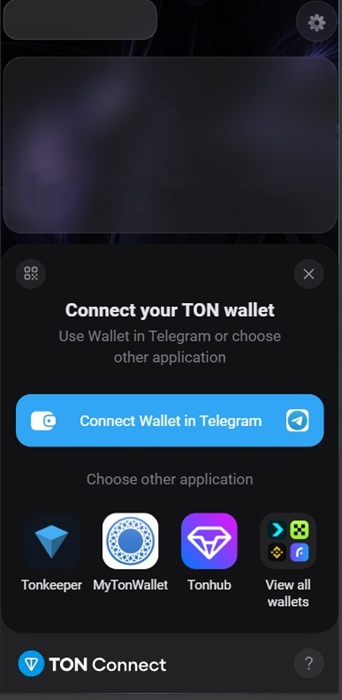 Connect your TON wallet
Use Wallet in Telegram or choose
other application
Connect Wallet in Telegram
Choose other application
Tonkeeper
MyTonWallet
Tonhub
View all
wallets
TON Connect
?